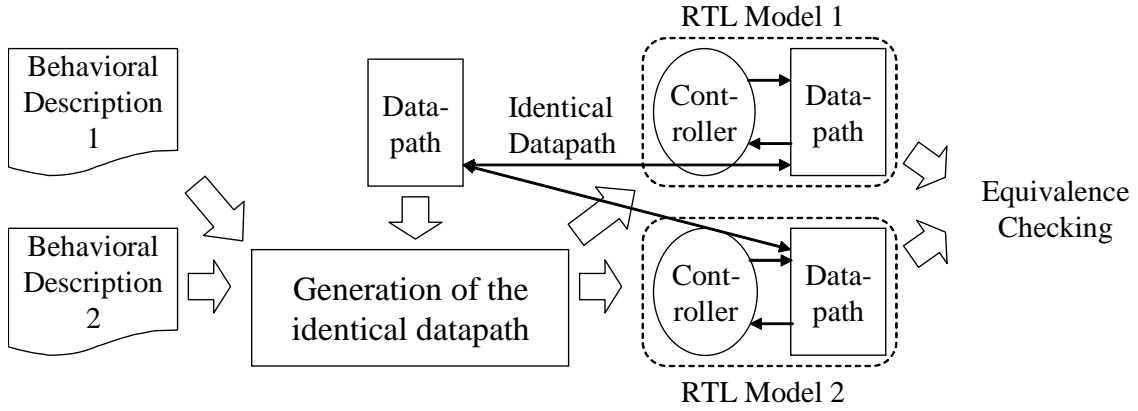 RTL Model 1
Behavioral
Description
1
Data-
path
Identical
Datapath
Cont-
roller
Data-
path
Equivalence
Checking
Behavioral
Description
2
Generation of the
identical datapath
Cont-
roller
Data-
path
RTL Model 2